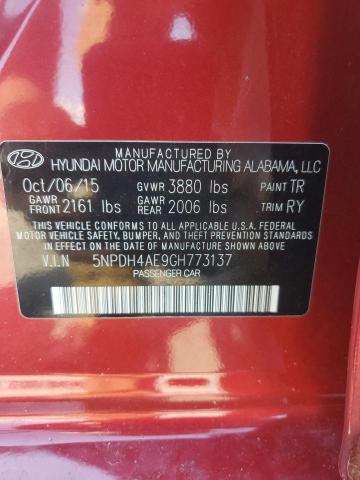 MANUFACTURED BY
HYUNDAI MOTOR MANUFACTURING ALABAMA, LLC
Oct/06/15 GVWR 3880 lbs PAINT TR
GAWR FRONT 2161 lbs GAWR REAR 2006 lbs TRIM RY
THIS VEHICLE CONFORMS TO ALL APPLICABLE U.S.A. FEDERAL
MOTOR VEHICLE SAFETY, BUMPER, AND THEFT PREVENTION STANDARDS
IN EFFECT ON THE DATE OF MANUFACTURE SHOWN ABOVE.
V.I.N 5NPDH4AE9GH773137
PASSENGER CAR